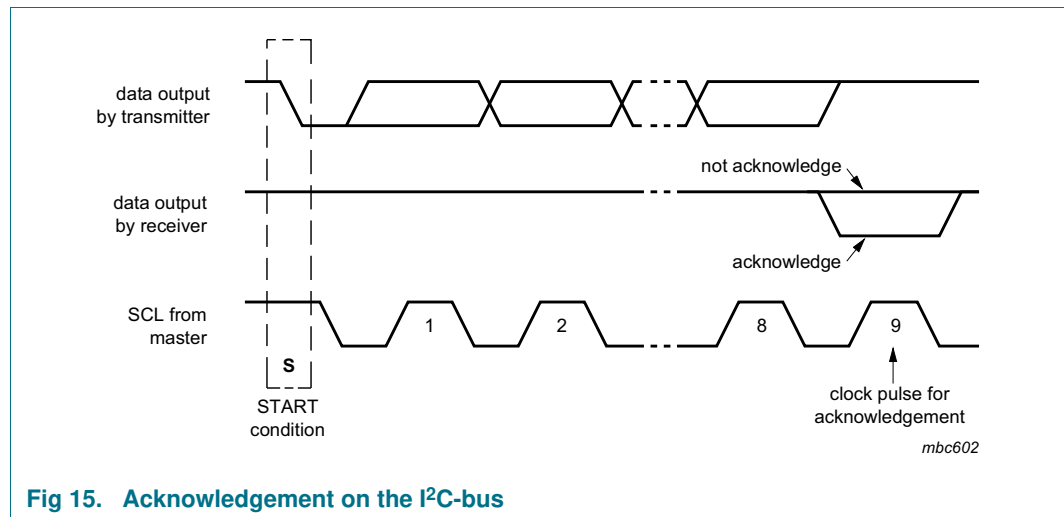 data output
by transmitter
not acknowledge
data output
by receiver
acknowledge
SCL from
master
1
2
8
9
S
START
condition
clock pulse for
acknowledgement
mbc602
Fig 15. Acknowledgement on the I²C-bus